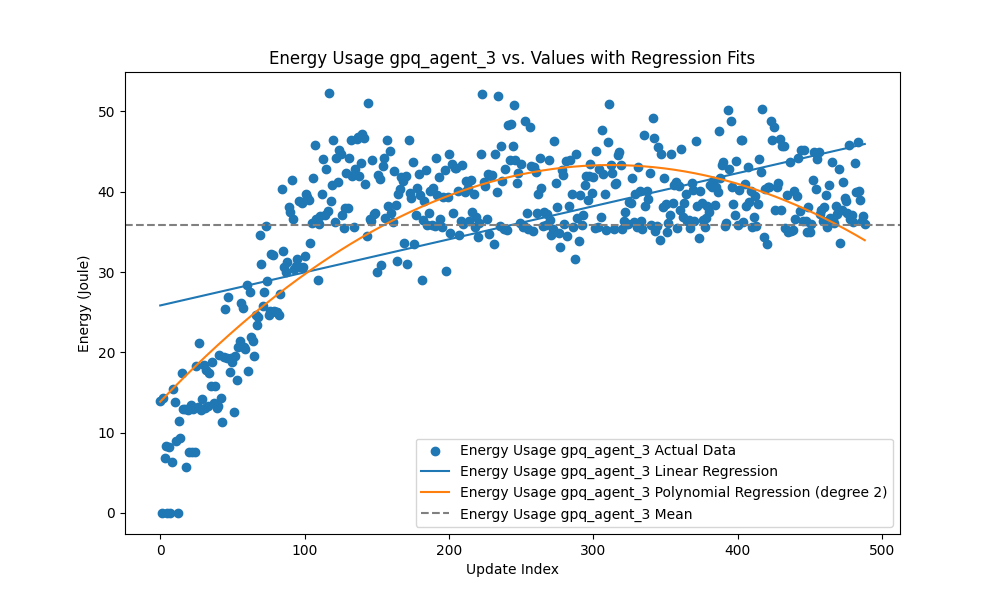 Energy Usage gpq_agent_3 vs. Values with Regression Fits
50
40
30
20
10
0
Energy (Joule)
Energy Usage gpq_agent_3 Actual Data
Energy Usage gpq_agent_3 Linear Regression
Energy Usage gpq_agent_3 Polynomial Regression (degree 2)
Energy Usage gpq_agent_3 Mean
0 100 200 300 400 500
Update Index